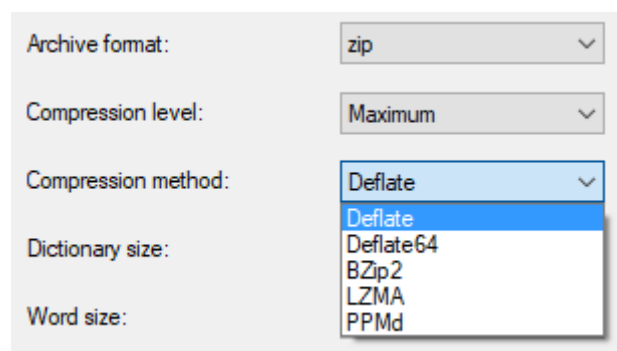 Archive format: zip
Compression level: Maximum
Compression method: Deflate
Deflate
Dictionary size: Deflate64
BZip2
LZMA
Word size: PPMd